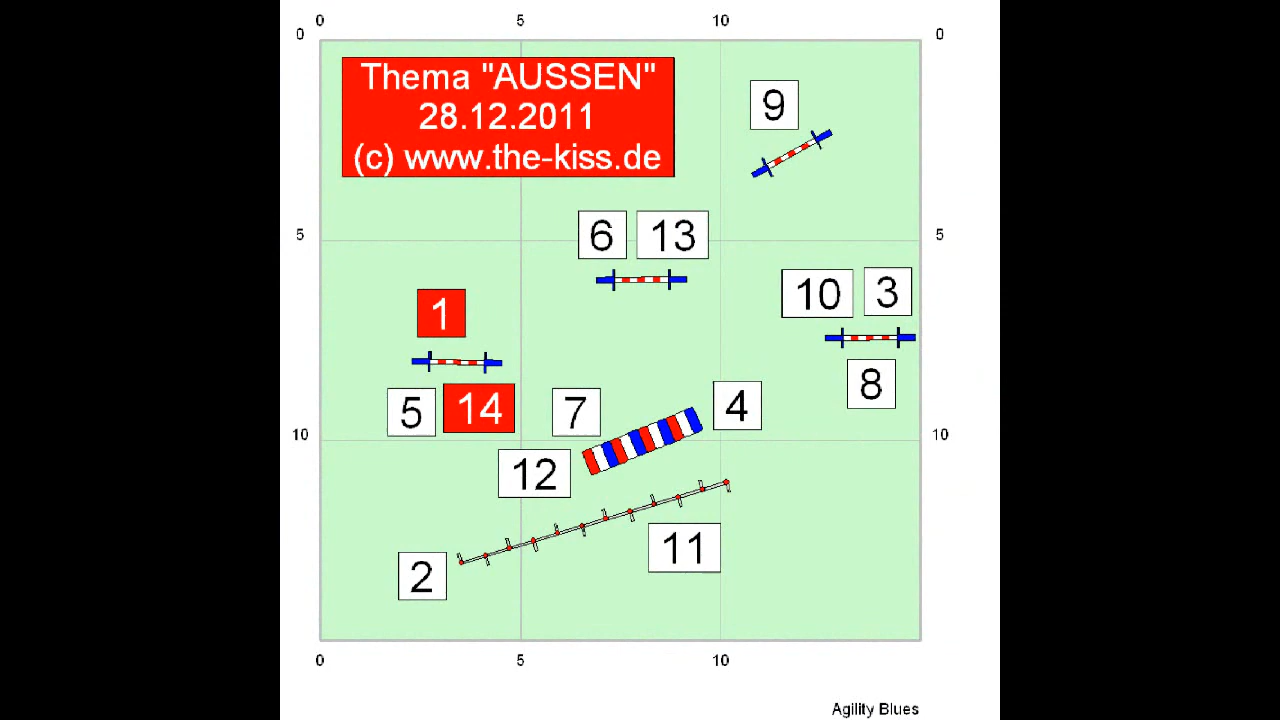 0 5 10
0 0
Thema "AUSSEN"
28.12.2011
(c) www.the-kiss.de
9
5 5
6 13
10 3
1
8
5 14 7 4
10 10
12
11
2
0 5 10
Agility Blues